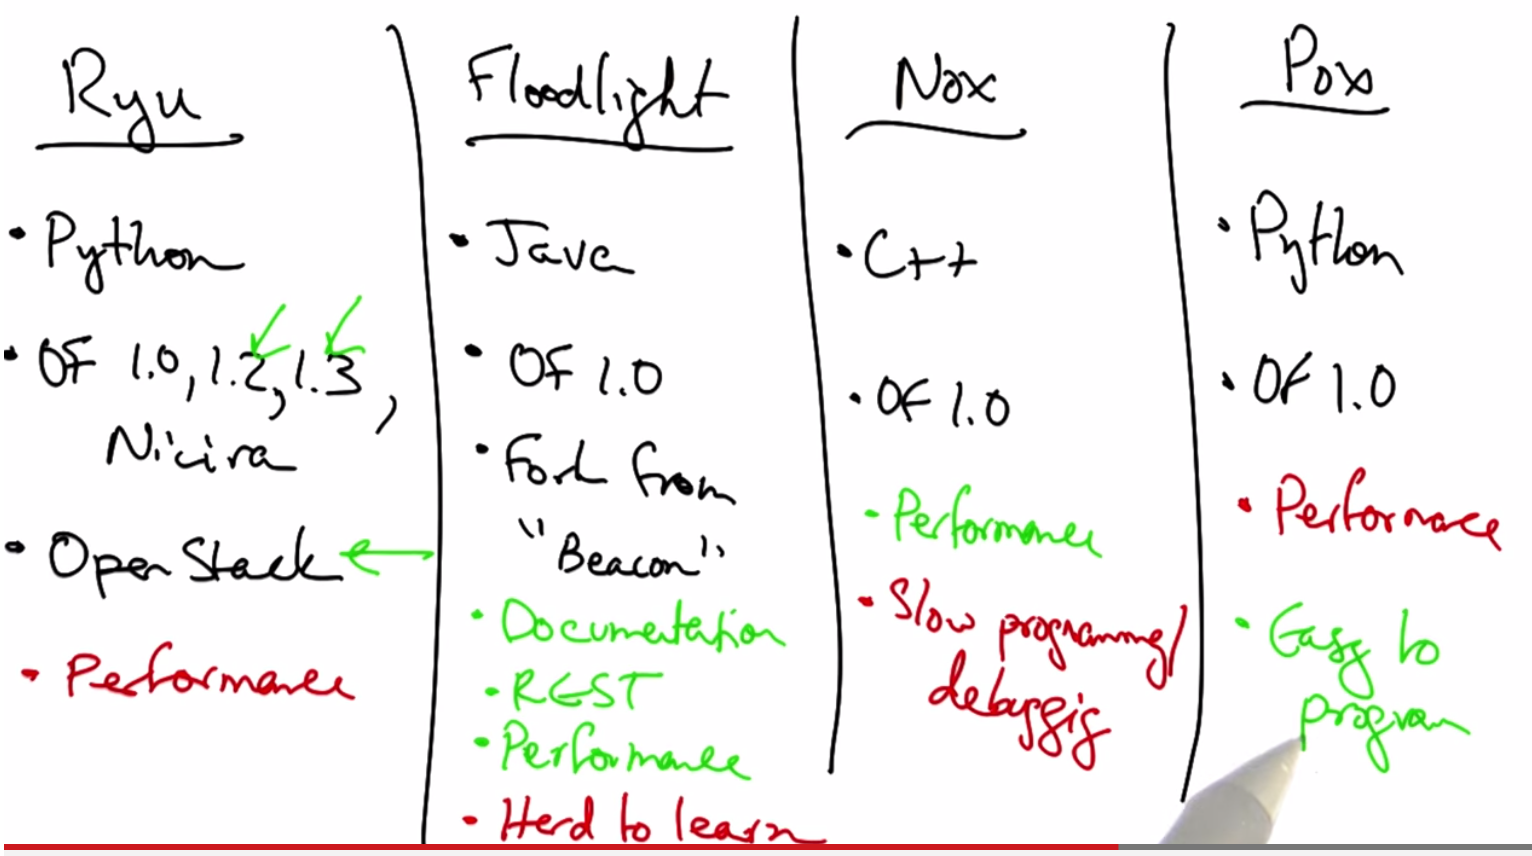 Ryu
• Python
• OF 1.0, 1.2, 1.3,
Nicira
• OpenStack
• Performance
Floodlight
• Java
• OF 1.0
• Fork from
"Beacon"
• Documentation
• REST
• Performance
• Hard to learn
Nox
• C++
• OF 1.0
• Performance
• Slow programming/
debuggig
Pox
• Python
• OF 1.0
• Performance
• Easy to
program